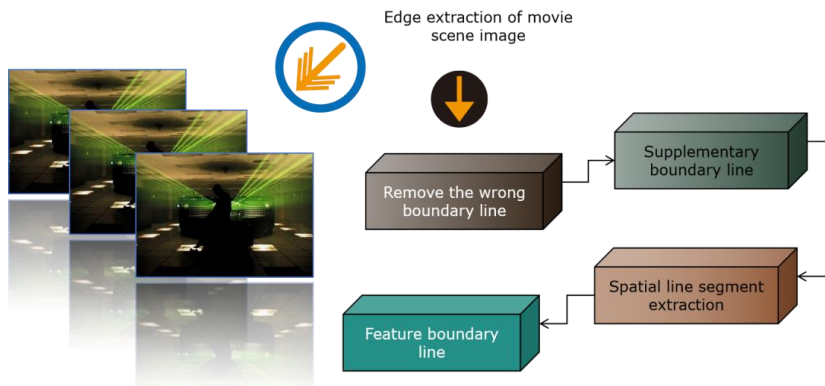 Edge extraction of movie
scene image
Remove the wrong
boundary line
Supplementary
boundary line
Spatial line segment
extraction
Feature boundary
line